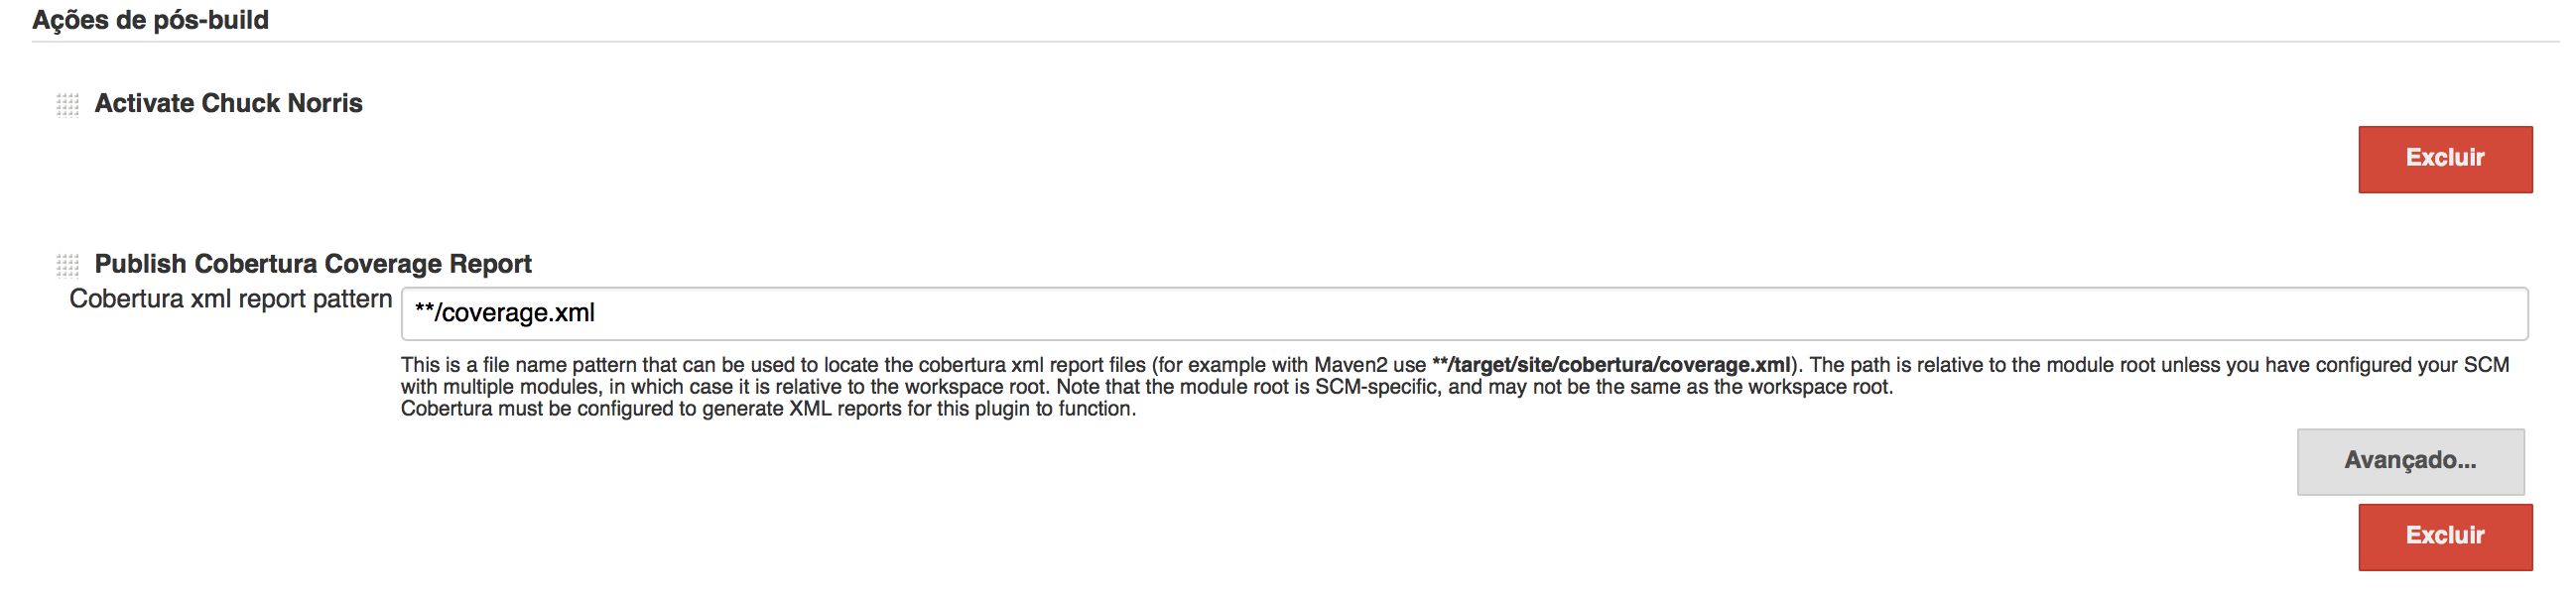 Ações de pós-build
Activate Chuck Norris
Excluir
Publish Cobertura Coverage Report
Cobertura xml report pattern
**/coverage.xml
This is a file name pattern that can be used to locate the cobertura xml report files (for example with Maven2 use **/target/site/cobertura/coverage.xml). The path is relative to the module root unless you have configured your SCM
with multiple modules, in which case it is relative to the workspace root. Note that the module root is SCM-specific, and may not be the same as the workspace root.
Cobertura must be configured to generate XML reports for this plugin to function.
Avançado...
Excluir